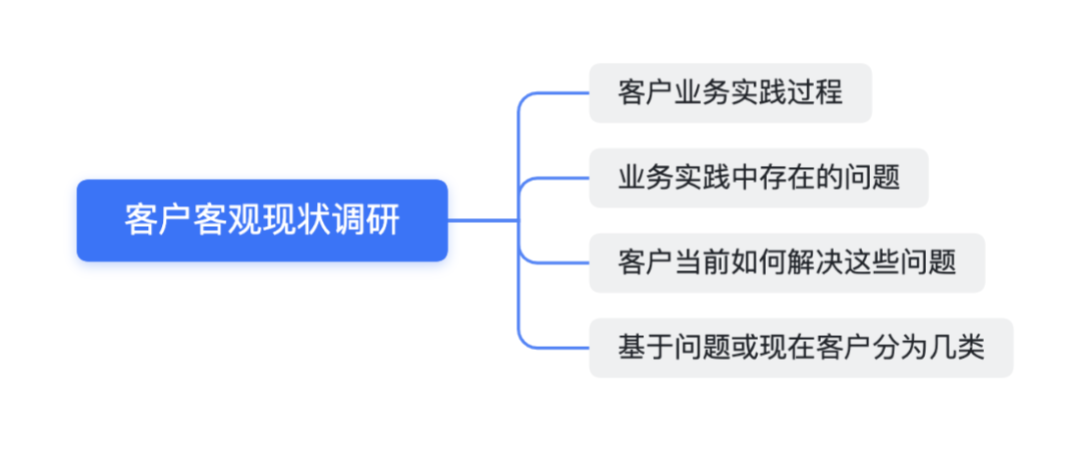 客户客观现状调研
客户业务实践过程
业务实践中存在的问题
客户当前如何解决这些问题
基于问题或现在客户分为几类